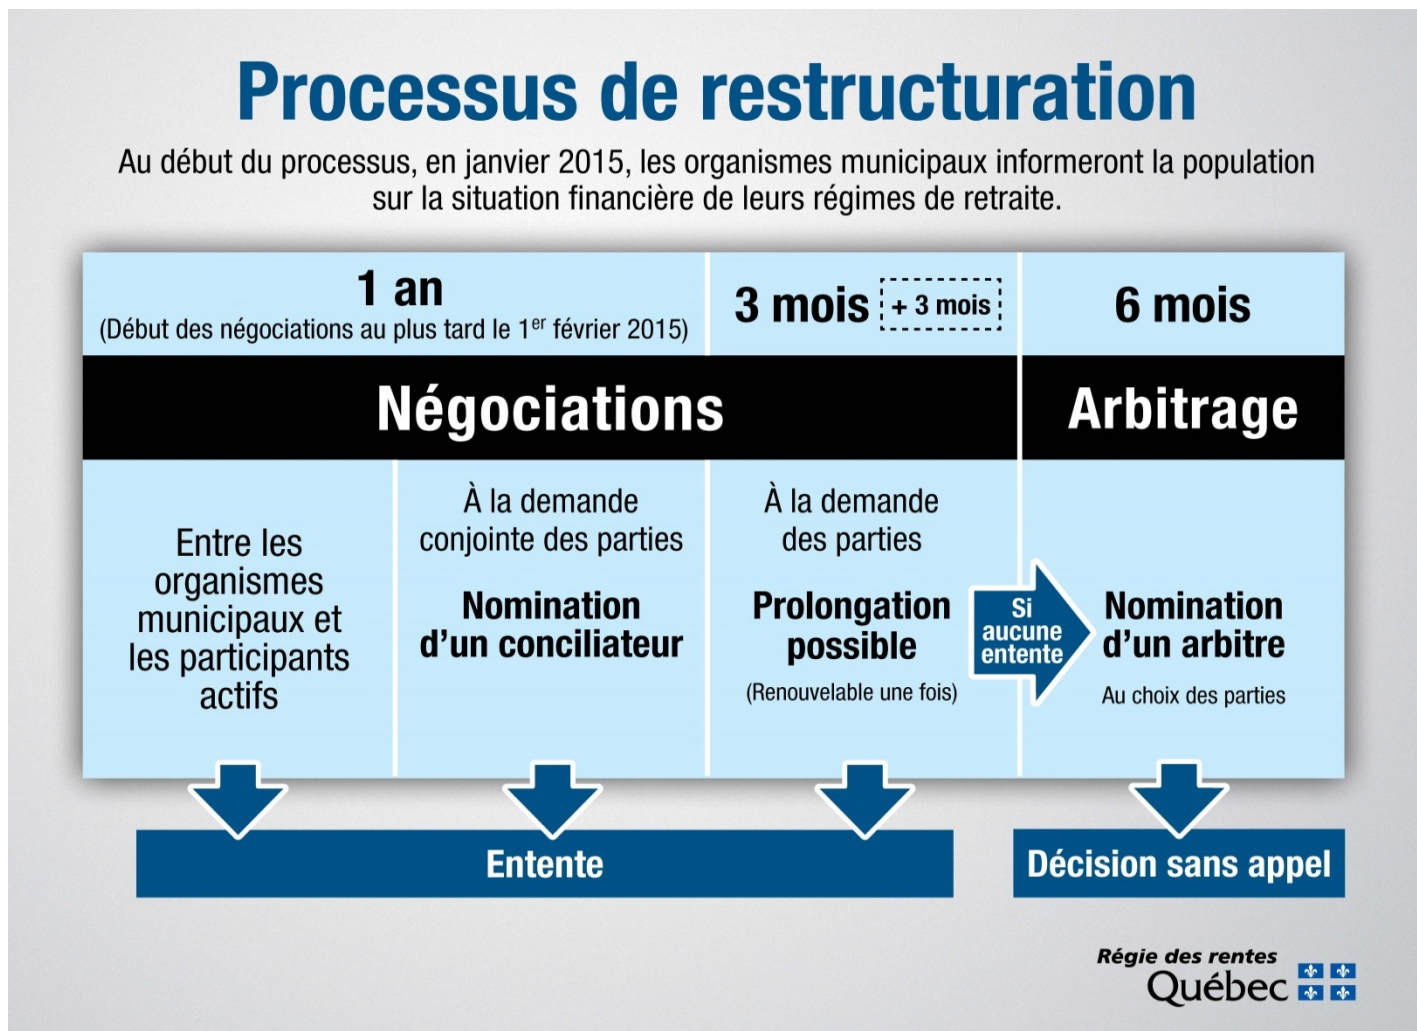 Processus de restructuration
Au début du processus, en janvier 2015, les organismes municipaux informeront la population
sur la situation financière de leurs régimes de retraite.
1 an
(Début des négociations au plus tard le 1er février 2015)
3 mois
+ 3 mois
6 mois
Négociations
Arbitrage
Entre les
organismes
municipaux et
les participants
actifs
À la demande
conjointe des parties
Nomination
d’un conciliateur
À la demande
des parties
Prolongation
possible
(Renouvelable une fois)
Si
aucune
entente
Nomination
d’un arbitre
Au choix des parties
Entente
Décision sans appel
Régie des rentes
Québec